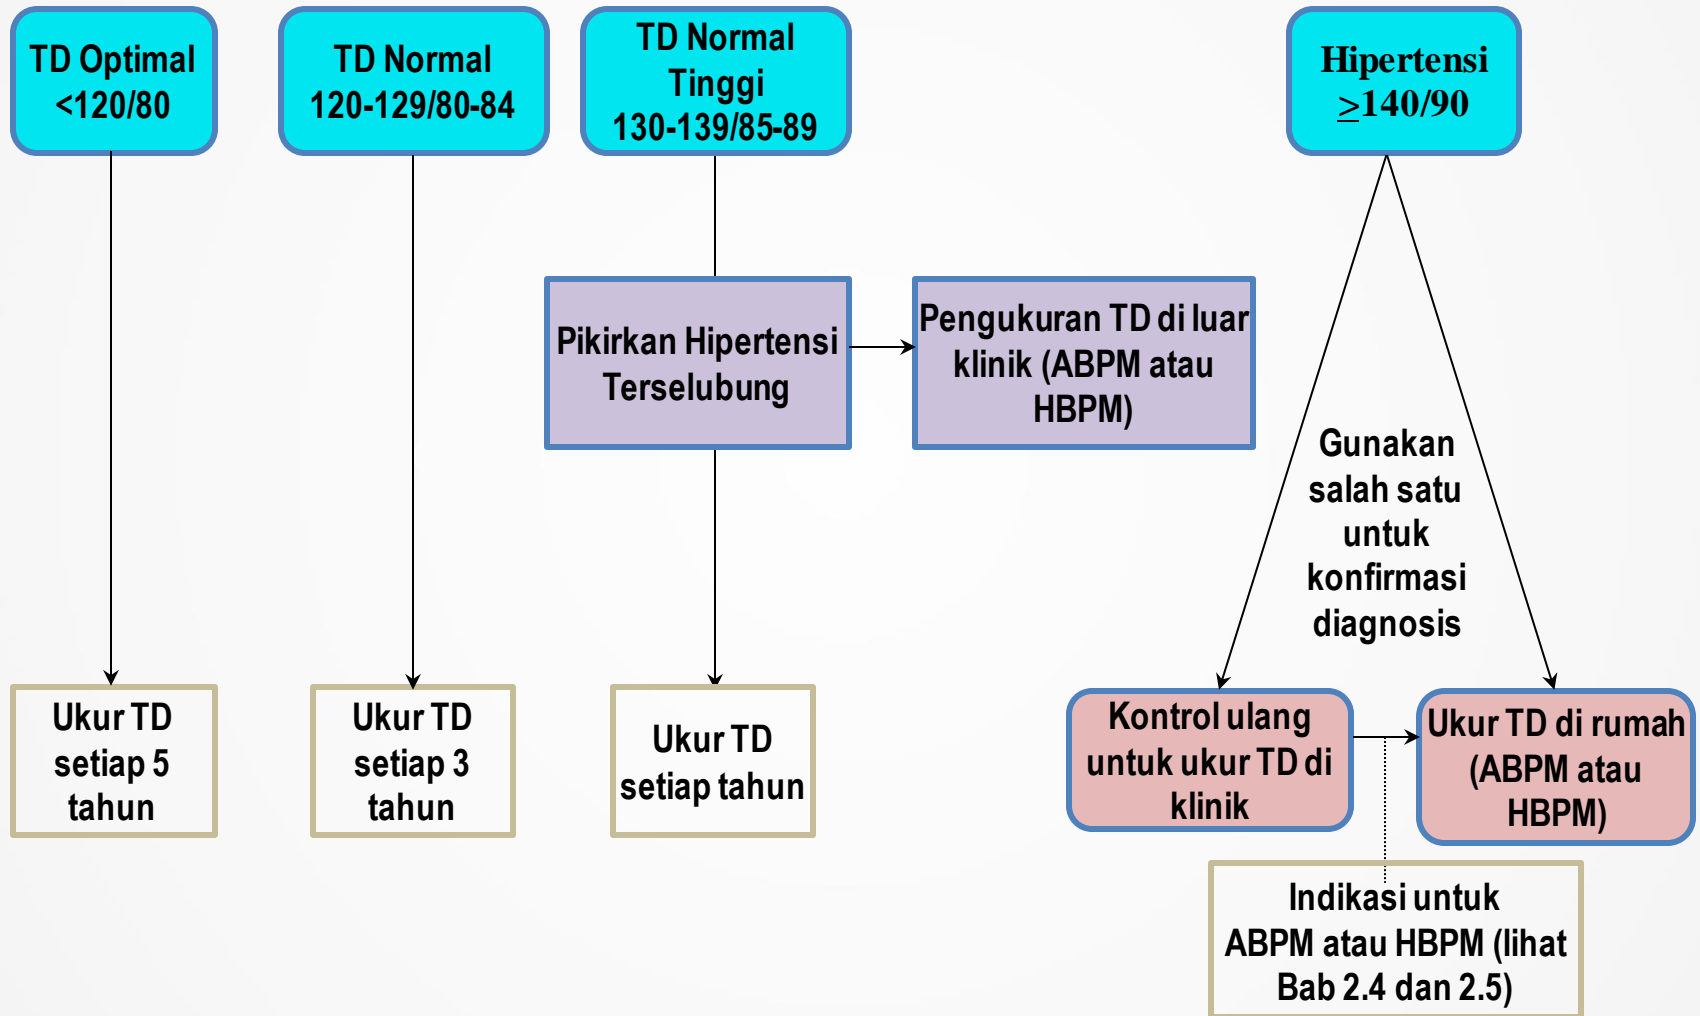 TD Optimal
<120/80
TD Normal
120-129/80-84
TD Normal
Tinggi
130-139/85-89
Hipertensi
≥140/90
Pikirkan Hipertensi
Terselubung
Pengukuran TD di luar
klinik (ABPM atau
HBPM)
Gunakan
salah satu
untuk
konfirmasi
diagnosis
Ukur TD
setiap 5
tahun
Ukur TD
setiap 3
tahun
Ukur TD
setiap tahun
Kontrol ulang
untuk ukur TD di
klinik
Ukur TD di rumah
(ABPM atau
HBPM)
Indikasi untuk
ABPM atau HBPM (lihat
Bab 2.4 dan 2.5)